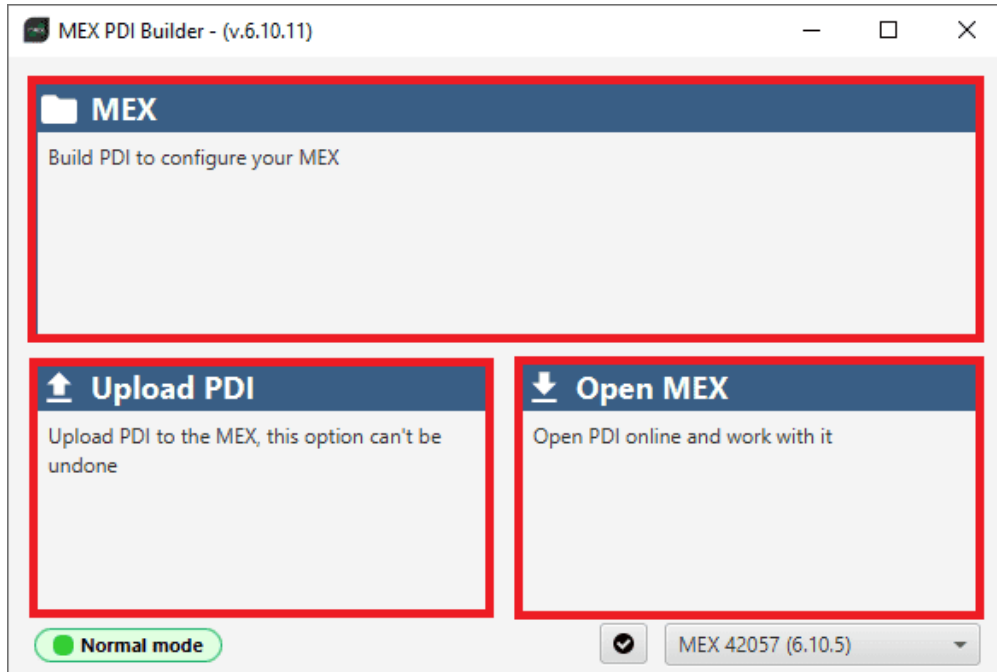 MEX PDI Builder - (v.6.10.11)
MEX
Build PDI to configure your MEX
Upload PDI
Upload PDI to the MEX, this option can't be
undone
Open MEX
Open PDI online and work with it
Normal mode
MEX 42057 (6.10.5)